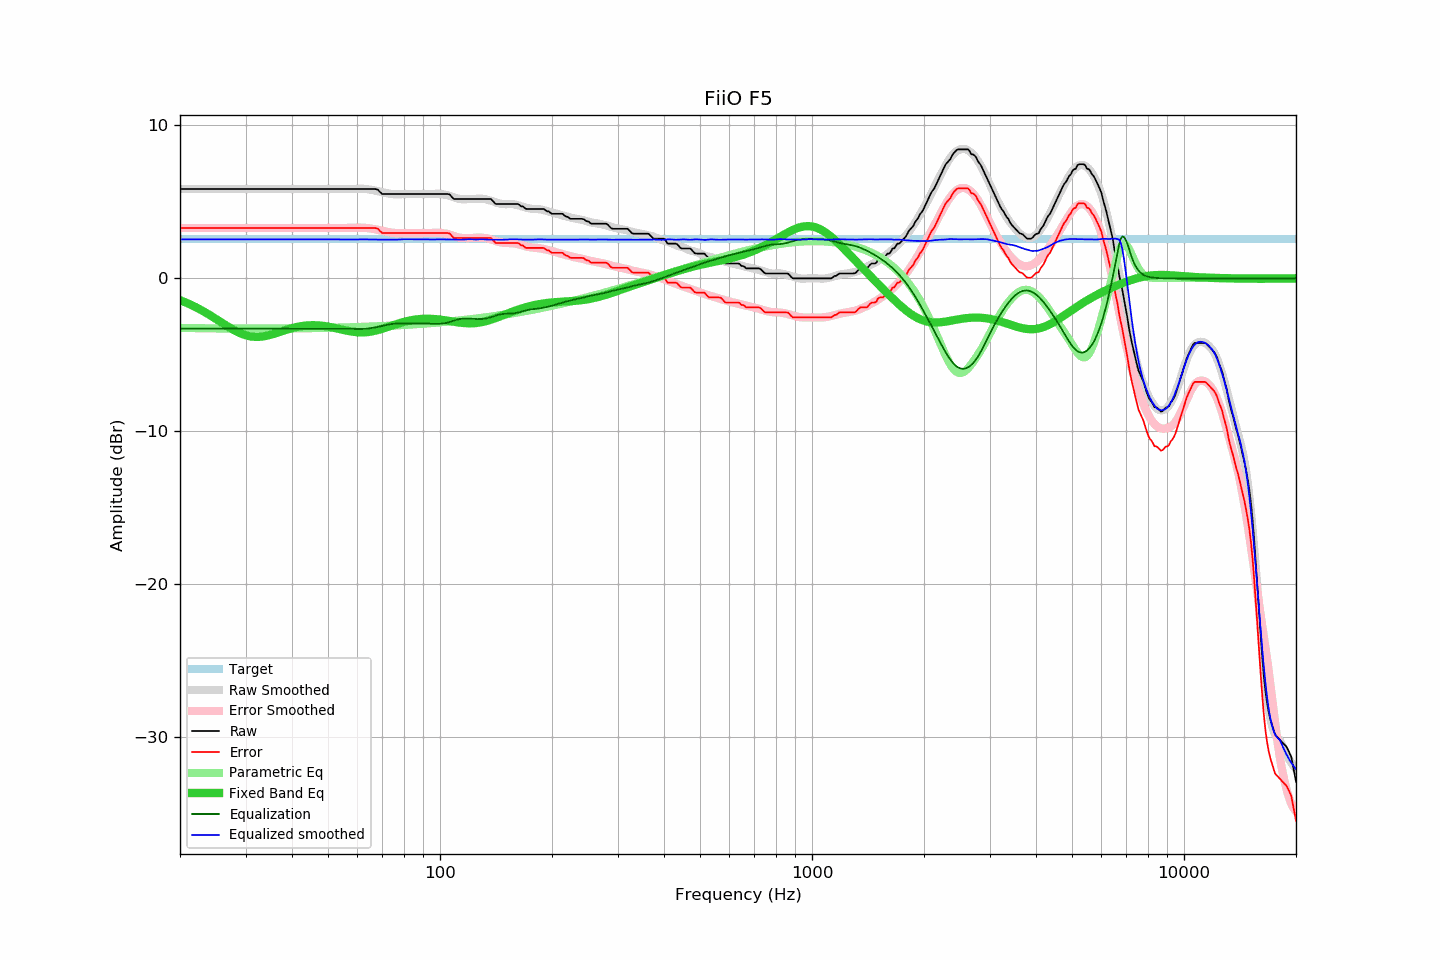 FiiO F5
10
0
−10
−20
−30
Amplitude (dBr)
Target
Raw Smoothed
Error Smoothed
Raw
Error
Parametric Eq
Fixed Band Eq
Equalization
Equalized smoothed
100
1000
10000
Frequency (Hz)